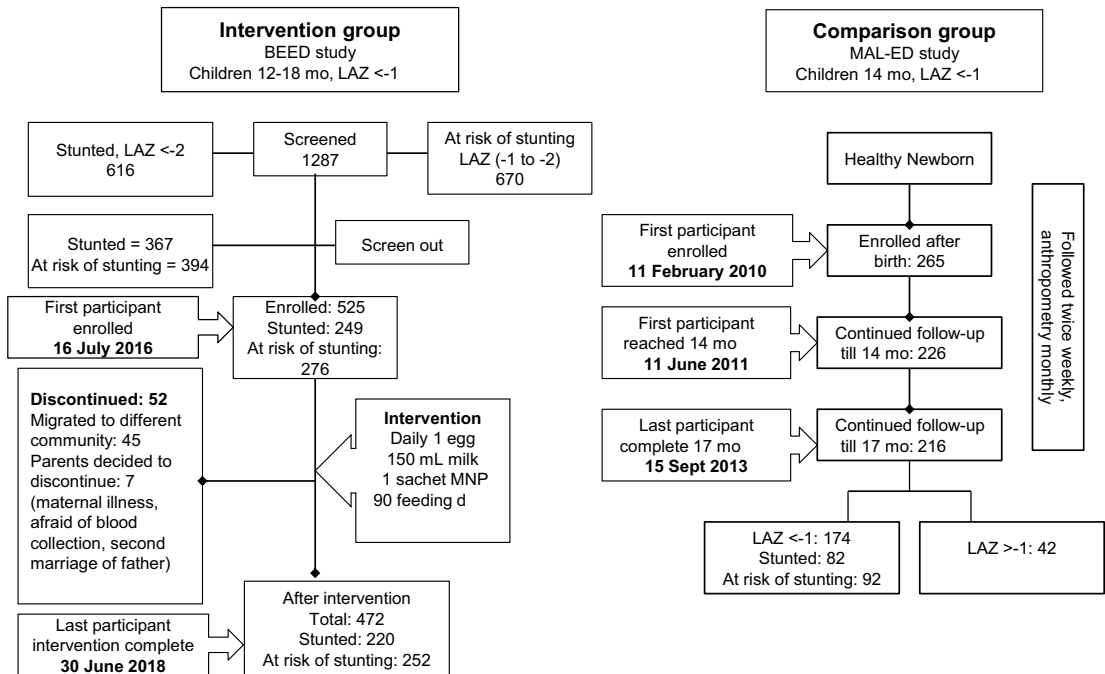 Intervention group
BEED study
Children 12-18 mo, LAZ <-1
Stunted, LAZ <-2
616
Screened
1287
At risk of stunting
LAZ (-1 to -2)
670
Stunted = 367
At risk of stunting = 394
Screen out
First participant
enrolled
16 July 2016
Enrolled: 525
Stunted: 249
At risk of stunting:
276
Discontinued: 52
Migrated to different
community: 45
Parents decided to
discontinue: 7
(maternal illness,
afraid of blood
collection, second
marriage of father)
Intervention
Daily 1 egg
150 mL milk
1 sachet MNP
90 feeding d
After intervention
Total: 472
Stunted: 220
At risk of stunting: 252
Last participant
intervention complete
30 June 2018
Comparison group
MAL-ED study
Children 14 mo, LAZ <-1
Healthy Newborn
First participant
enrolled
11 February 2010
Enrolled after
birth: 265
First participant
reached 14 mo
11 June 2011
Continued follow-up
till 14 mo: 226
Last participant
complete 17 mo
15 Sept 2013
Continued follow-up
till 17 mo: 216
Followed twice weekly,
anthropometry monthly
LAZ <-1: 174
Stunted: 82
At risk of stunting: 92
LAZ >-1: 42